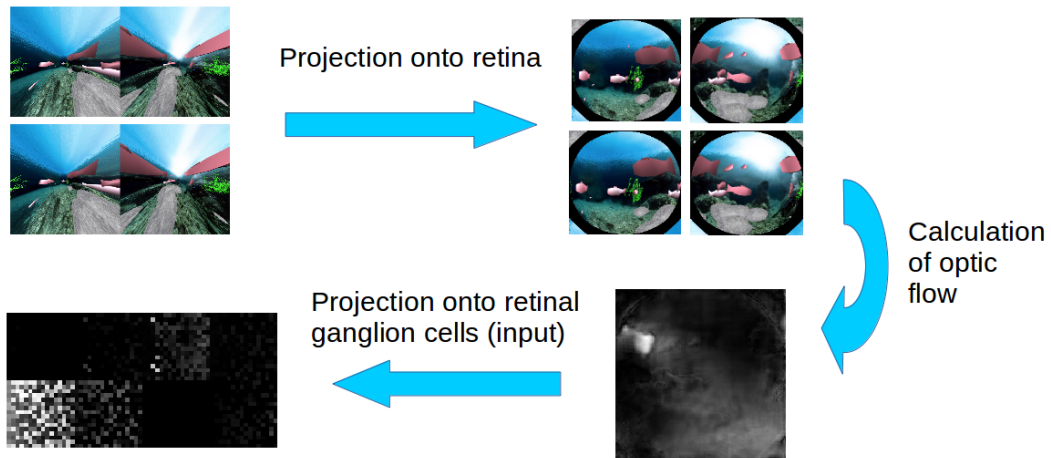 Projection onto retina
Calculation
of optic
flow
Projection onto retinal
ganglion cells (input)